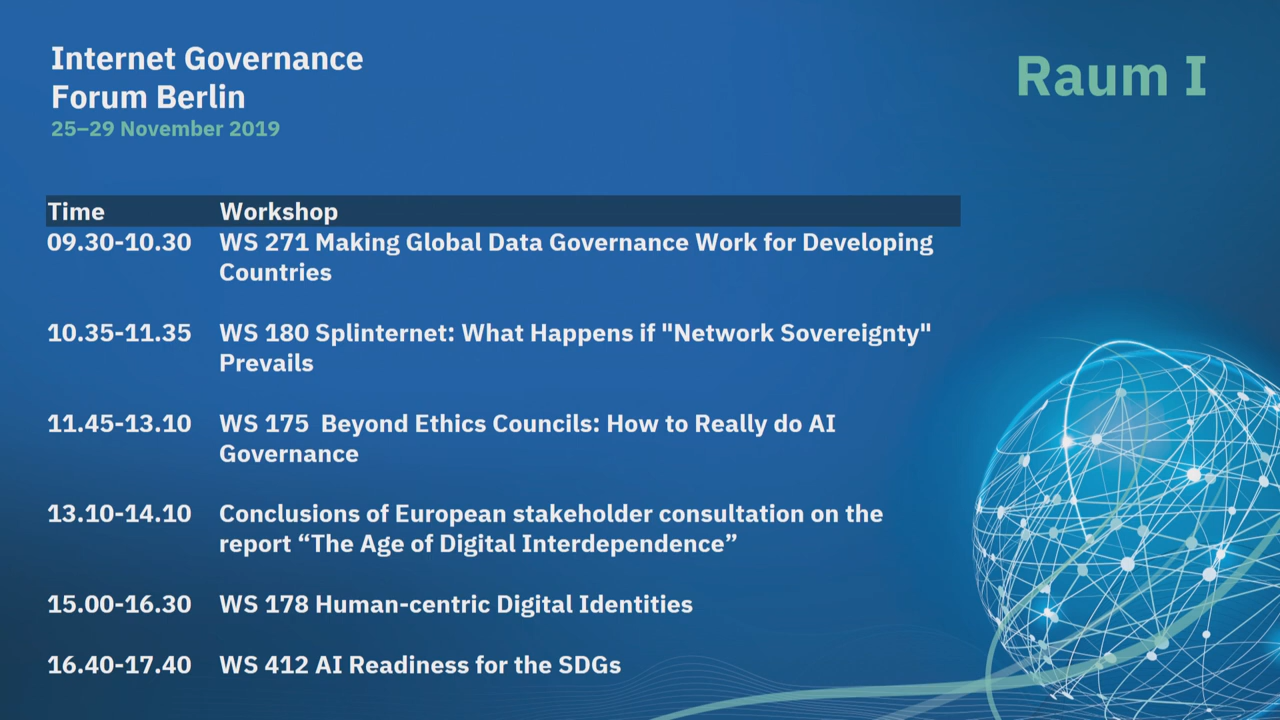 Internet Governance
Forum Berlin
25–29 November 2019
Raum I
Time Workshop
09.30-10.30 WS 271 Making Global Data Governance Work for Developing
Countries
10.35-11.35 WS 180 Splinternet: What Happens if "Network Sovereignty"
Prevails
11.45-13.10 WS 175  Beyond Ethics Councils: How to Really do AI
Governance
13.10-14.10 Conclusions of European stakeholder consultation on the
report “The Age of Digital Interdependence”
15.00-16.30 WS 178 Human-centric Digital Identities
16.40-17.40 WS 412 AI Readiness for the SDGs